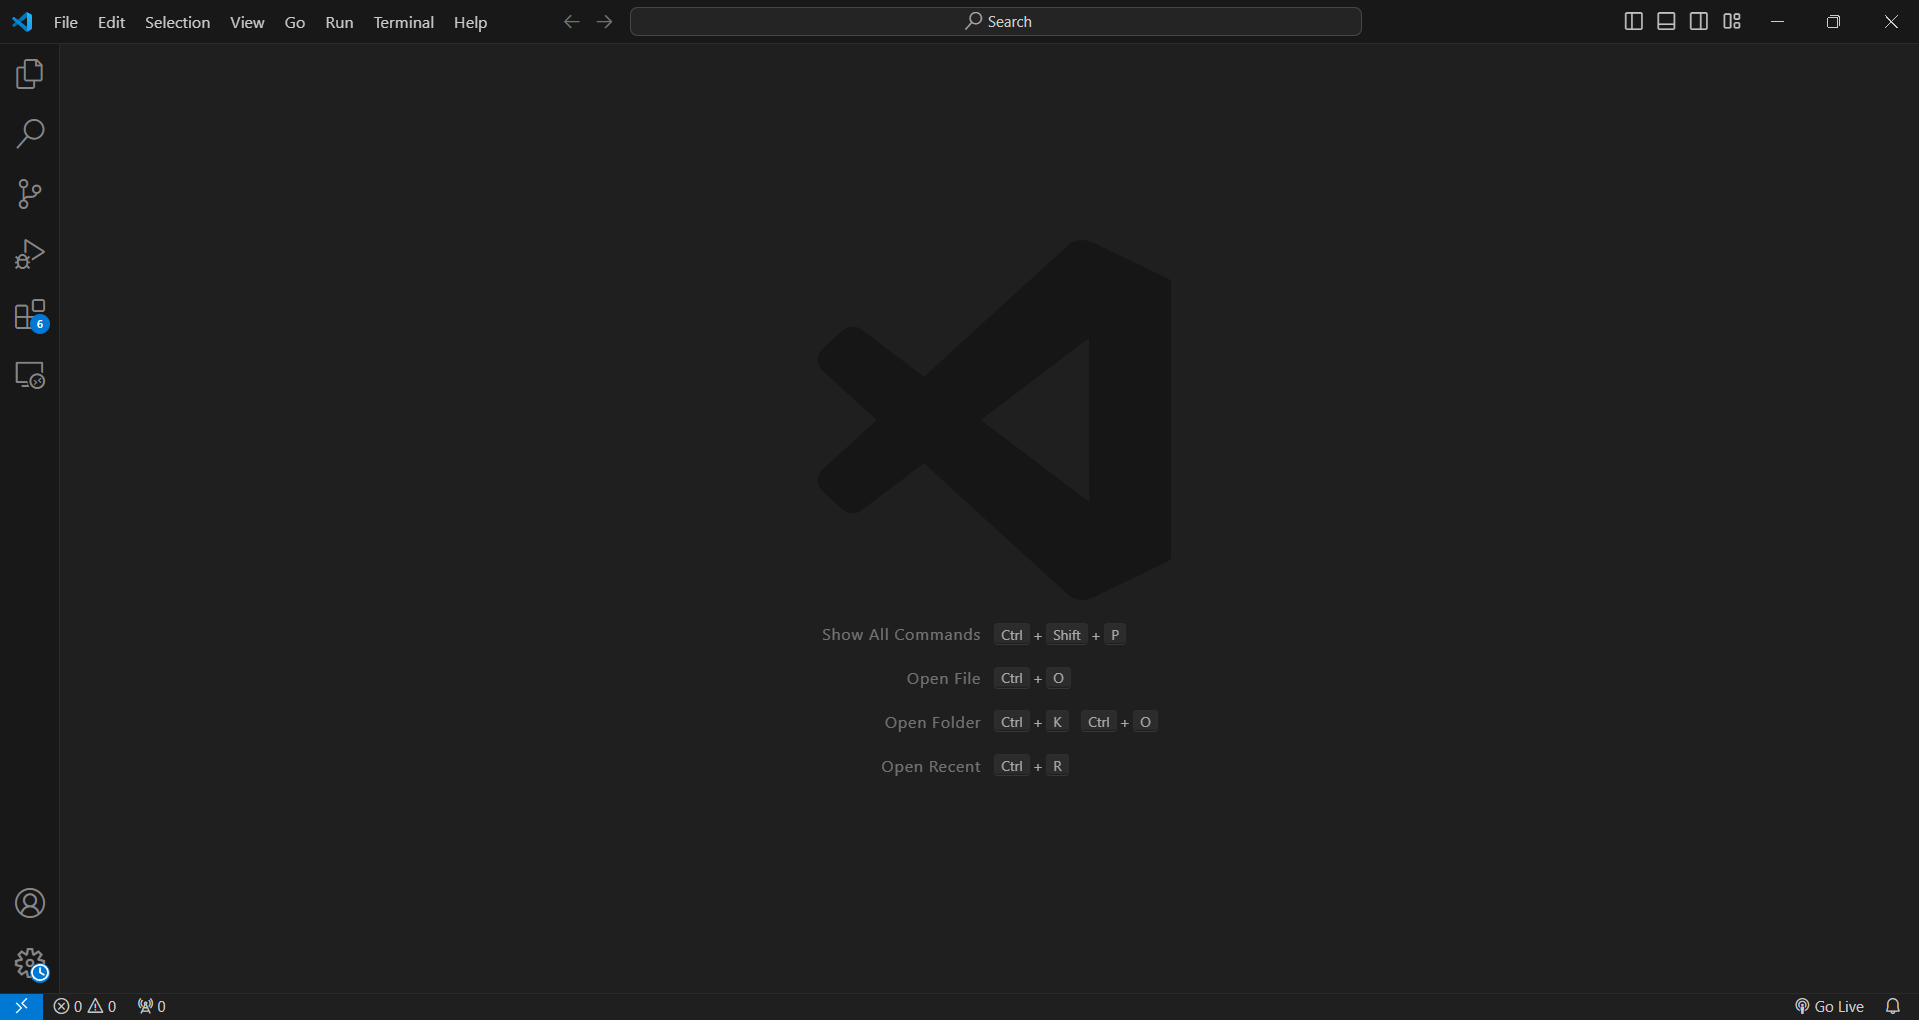 File Edit Selection View Go Run Terminal Help
Search
6
Show All Commands Ctrl + Shift + P
Open File Ctrl + O
Open Folder Ctrl + K Ctrl + O
Open Recent Ctrl + R
0 0 0
Go Live